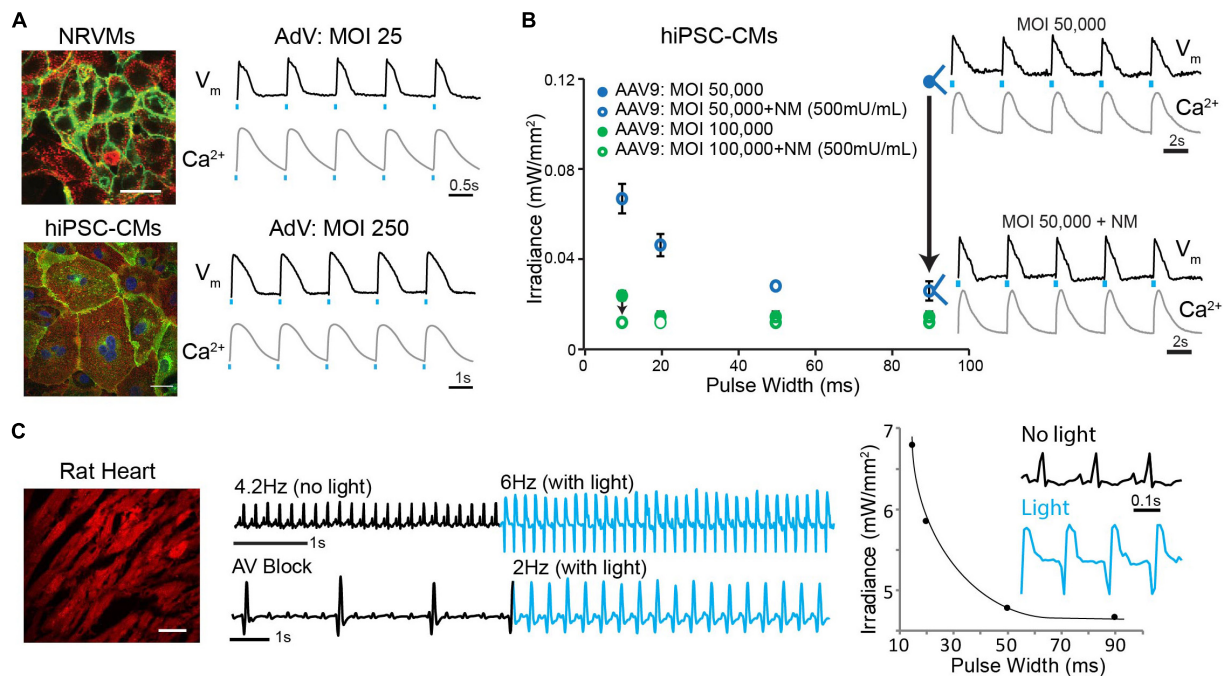 A
NRVMs
AdV: MOI 25
Vm
Ca2+
0.5s
hiPSC-CMs
AdV: MOI 250
Vm
Ca2+
1s
B
hiPSC-CMs
AAV9: MOI 50,000
AAV9: MOI 50,000+NM (500mU/mL)
AAV9: MOI 100,000
AAV9: MOI 100,000+NM (500mU/mL)
0.12
0.08
0.04
0
Irradiance (mW/mm2)
0 20 40 60 80 100
Pulse Width (ms)
MOI 50,000
Vm
Ca2+
2s
MOI 50,000 + NM
Vm
Ca2+
2s
C
Rat Heart
4.2Hz (no light)
6Hz (with light)
1s
AV Block
2Hz (with light)
1s
7
6
5
Irradiance (mW/mm2)
10 30 50 70 90
Pulse Width (ms)
No light
0.1s
Light